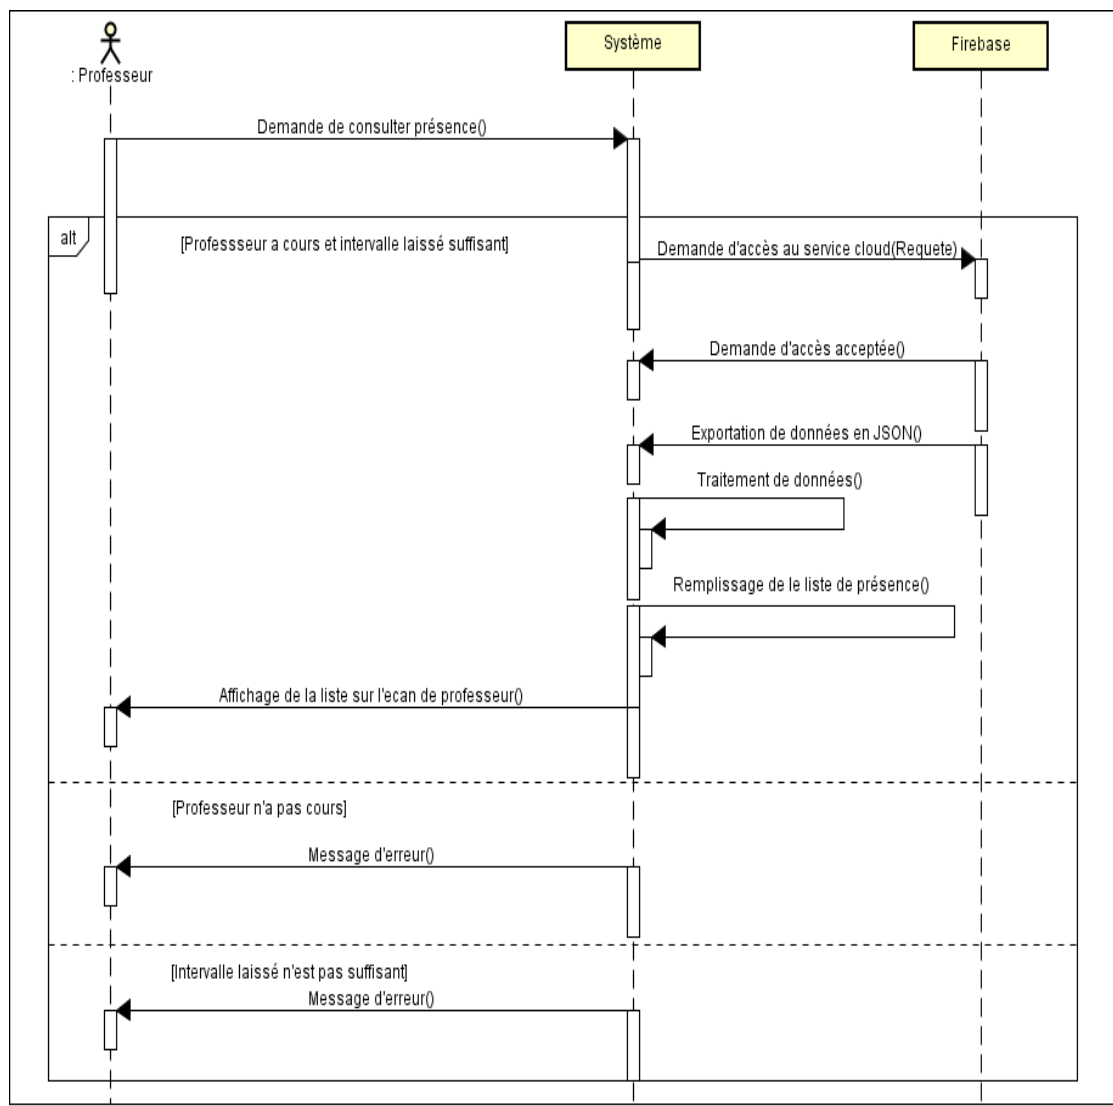 Système
Firebase
: Professeur
Demande de consulter présence()
alt
[Professseur a cours et intervalle laissé suffisant]
Demande d'accès au service cloud(Requete)
Demande d'accès acceptée()
Exportation de données en JSON()
Traitement de données()
Remplissage de le liste de présence()
Affichage de la liste sur l'ecan de professeur()
[Professeur n'a pas cours]
Message d'erreur()
[Intervalle laissé n'est pas suffisant]
Message d'erreur()